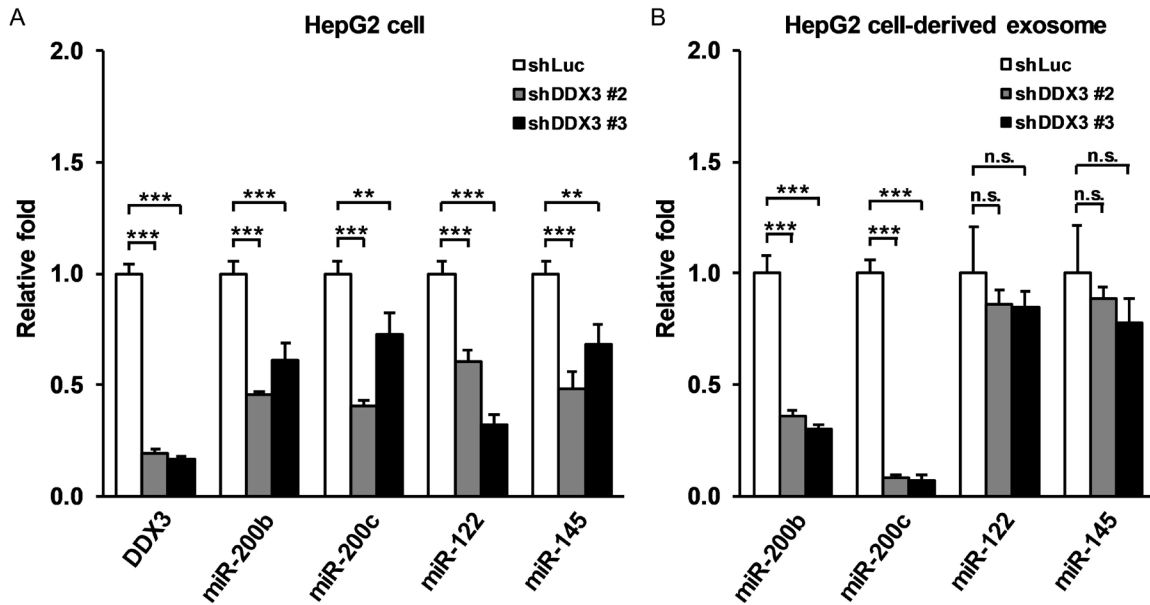 A
HepG2 cell
2.0
1.5
1.0
0.5
0.0
Relative fold
shLuc
shDDX3 #2
shDDX3 #3
***
***
***
***
**
***
***
***
**
***
DDX3
miR-200b
miR-200c
miR-122
miR-145
B
HepG2 cell-derived exosome
2.0
1.5
1.0
0.5
0.0
Relative fold
shLuc
shDDX3 #2
shDDX3 #3
***
***
***
***
n.s.
n.s.
n.s.
n.s.
miR-200b
miR-200c
miR-122
miR-145